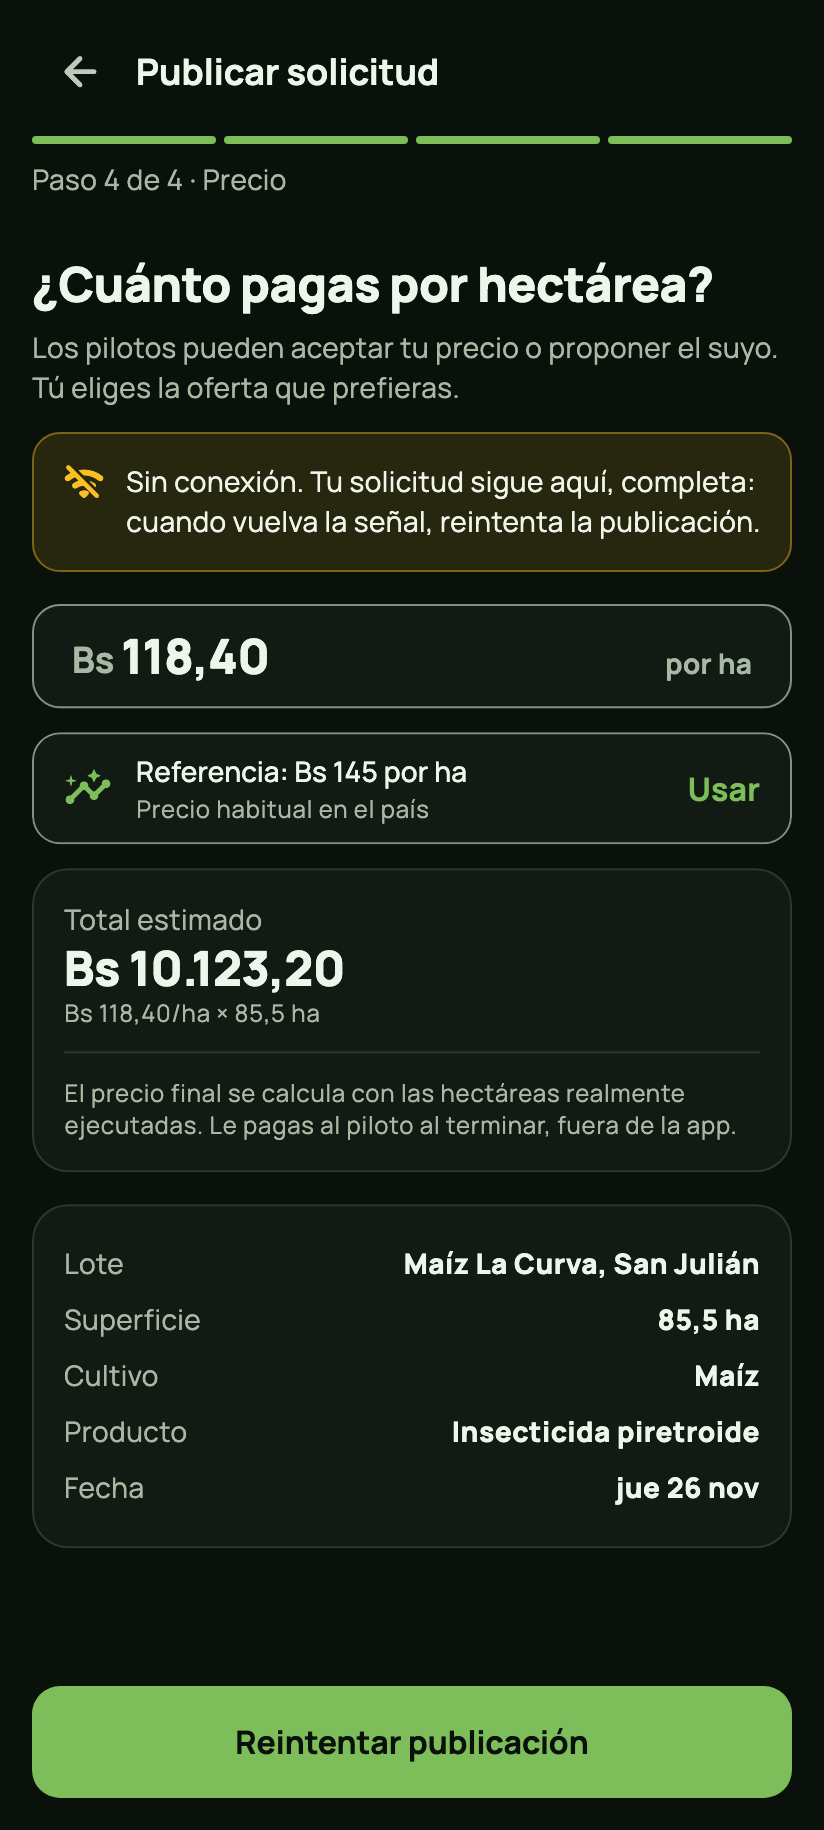 Publicar solicitud
Paso 4 de 4 · Precio
¿Cuánto pagas por hectárea?
Los pilotos pueden aceptar tu precio o proponer el suyo.
Tú eliges la oferta que prefieras.
Sin conexión. Tu solicitud sigue aquí, completa:
cuando vuelva la señal, reintenta la publicación.
Bs 118,40 por ha
Referencia: Bs 145 por ha
Precio habitual en el país
Usar
Total estimado
Bs 10.123,20
Bs 118,40/ha × 85,5 ha
El precio final se calcula con las hectáreas realmente
ejecutadas. Le pagas al piloto al terminar, fuera de la app.
Lote Maíz La Curva, San Julián
Superficie 85,5 ha
Cultivo Maíz
Producto Insecticida piretroide
Fecha jue 26 nov
Reintentar publicación